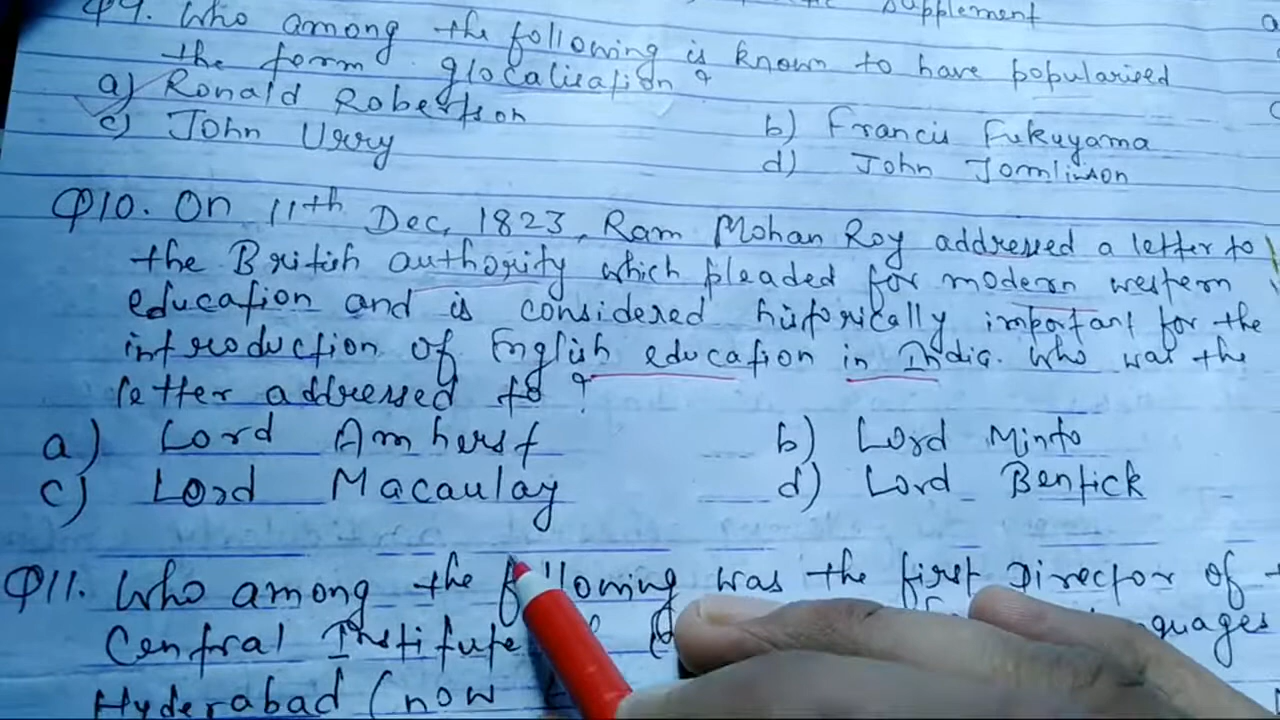 Q9. Who among the following is known to have popularised
the form glocalisation?
a) Ronald Robertson
b) Francis Fukuyama
c) John Urry
d) John Tomlinson
Supplement
Q10. On 11th Dec, 1823, Ram Mohan Roy addressed a letter to
the British authority which pleaded for modern western
education and is considered historically important for the
introduction of English education in India. Who was the
letter addressed to?
a) Lord Amherst
b) Lord Minto
c) Lord Macaulay
d) Lord Bentick
Q11. Who among the following was the first Director of
Central Institute
Hyderabad (now